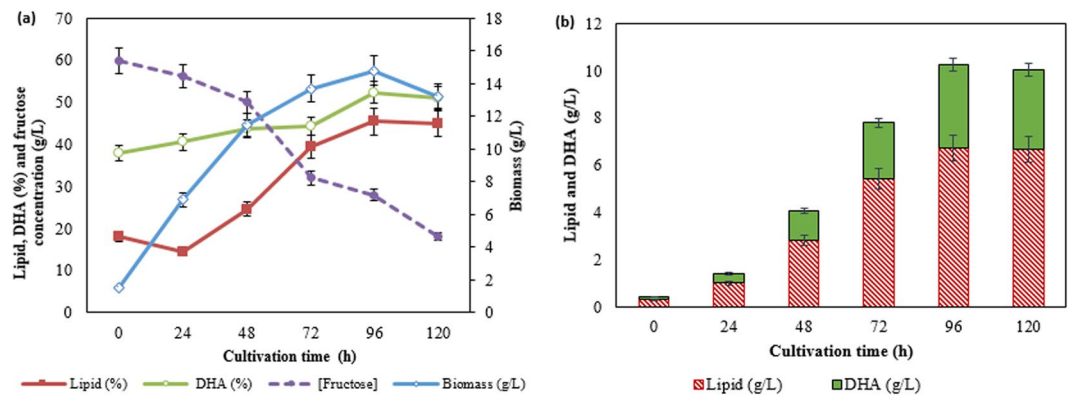 (a)
Lipid, DHA (%) and fructose
concentration (g/L)
70
60
50
40
30
20
10
0
18
16
14
12
10
8
6
4
2
0
Biomass (g/L)
0 24 48 72 96 120
Cultivation time (h)
Lipid (%) DHA (%) [Fructose] Biomass (g/L)
(b)
Lipid and DHA (g/L)
12
10
8
6
4
2
0
0 24 48 72 96 120
Cultivation time (h)
Lipid (g/L) DHA (g/L)